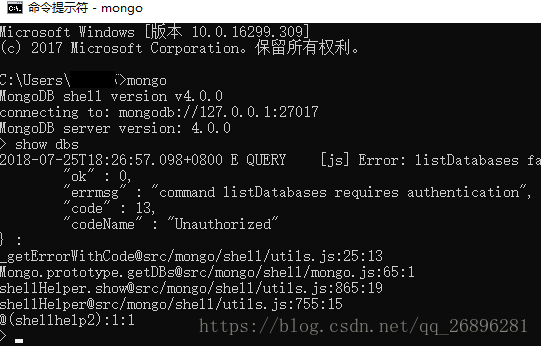 命令提示符 - mongo
Microsoft Windows [版本 10.0.16299.309]
(c) 2017 Microsoft Corporation。保留所有权利。
C:\Users\>mongo
MongoDB shell version v4.0.0
connecting to: mongodb://127.0.0.1:27017
MongoDB server version: 4.0.0
> show dbs
2018-07-25T18:26:57.098+0800 E QUERY    [js] Error: listDatabases fa
        "ok" : 0,
        "errmsg" : "command listDatabases requires authentication",
        "code" : 13,
        "codeName" : "Unauthorized"
} :
_getErrorWithCode@src/mongo/shell/utils.js:25:13
Mongo.prototype.getDBs@src/mongo/shell/mongo.js:65:1
shellHelper.show@src/mongo/shell/utils.js:865:19
shellHelper@src/mongo/shell/utils.js:755:15
@(shellhelp2):1:1
https://blog.csdn.net/qq_26896281
>